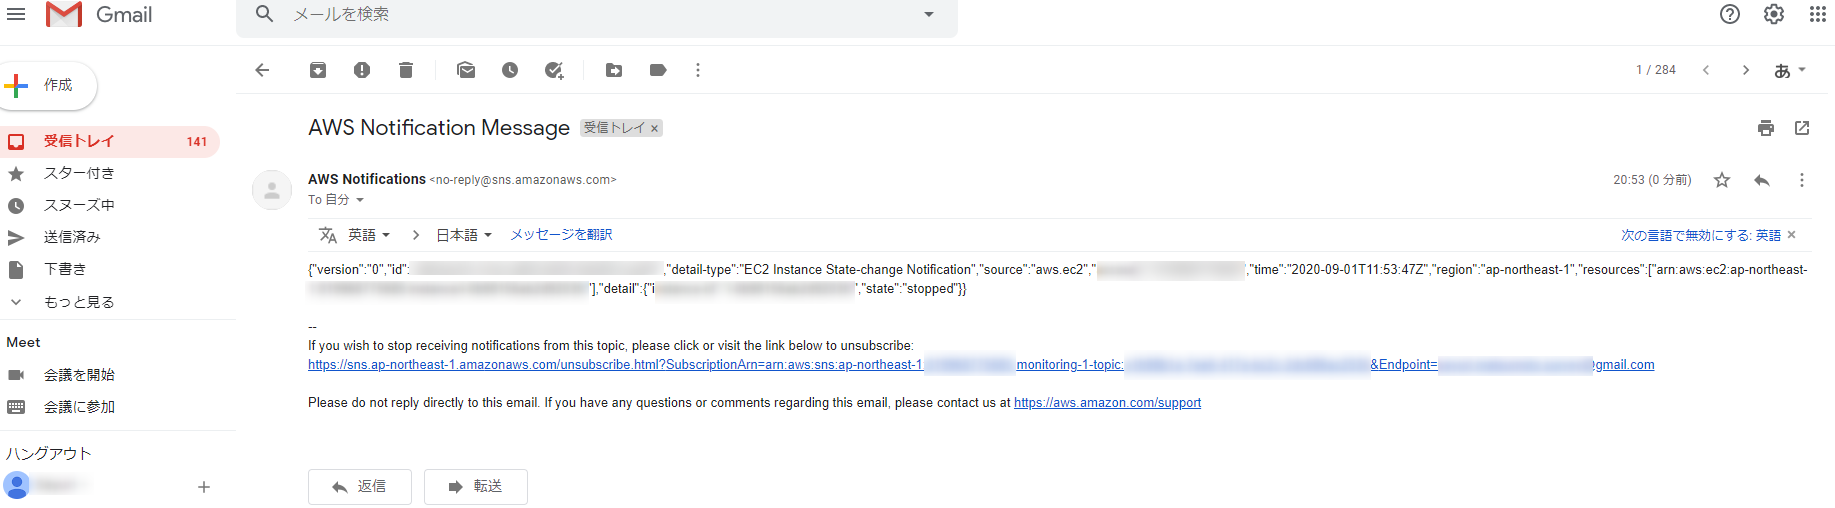 Gmail
メールを検索
作成
1 / 284
あ
受信トレイ 141
スター付き
スヌーズ中
送信済み
下書き
もっと見る
Meet
会議を開始
会議に参加
ハングアウト
AWS Notification Message 受信トレイ ×
AWS Notifications <no-reply@sns.amazonaws.com>
20:53 (0 分前)
To 自分
英語 > 日本語 メッセージを翻訳
次の言語で無効にする: 英語 ×
{"version":"0","id": ,"detail-type":"EC2 Instance State-change Notification","source":"aws.ec2"," ,"time":"2020-09-01T11:53:47Z","region":"ap-northeast-1","resources":["arn:aws:ec2:ap-northeast-
"],"detail":{"i ","state":"stopped"}}
--
If you wish to stop receiving notifications from this topic, please click or visit the link below to unsubscribe:
https://sns.ap-northeast-1.amazonaws.com/unsubscribe.html?SubscriptionArn=arn:aws:sns:ap-northeast-1 monitoring-1-topic: &Endpoint= @gmail.com
Please do not reply directly to this email. If you have any questions or comments regarding this email, please contact us at https://aws.amazon.com/support
返信
転送